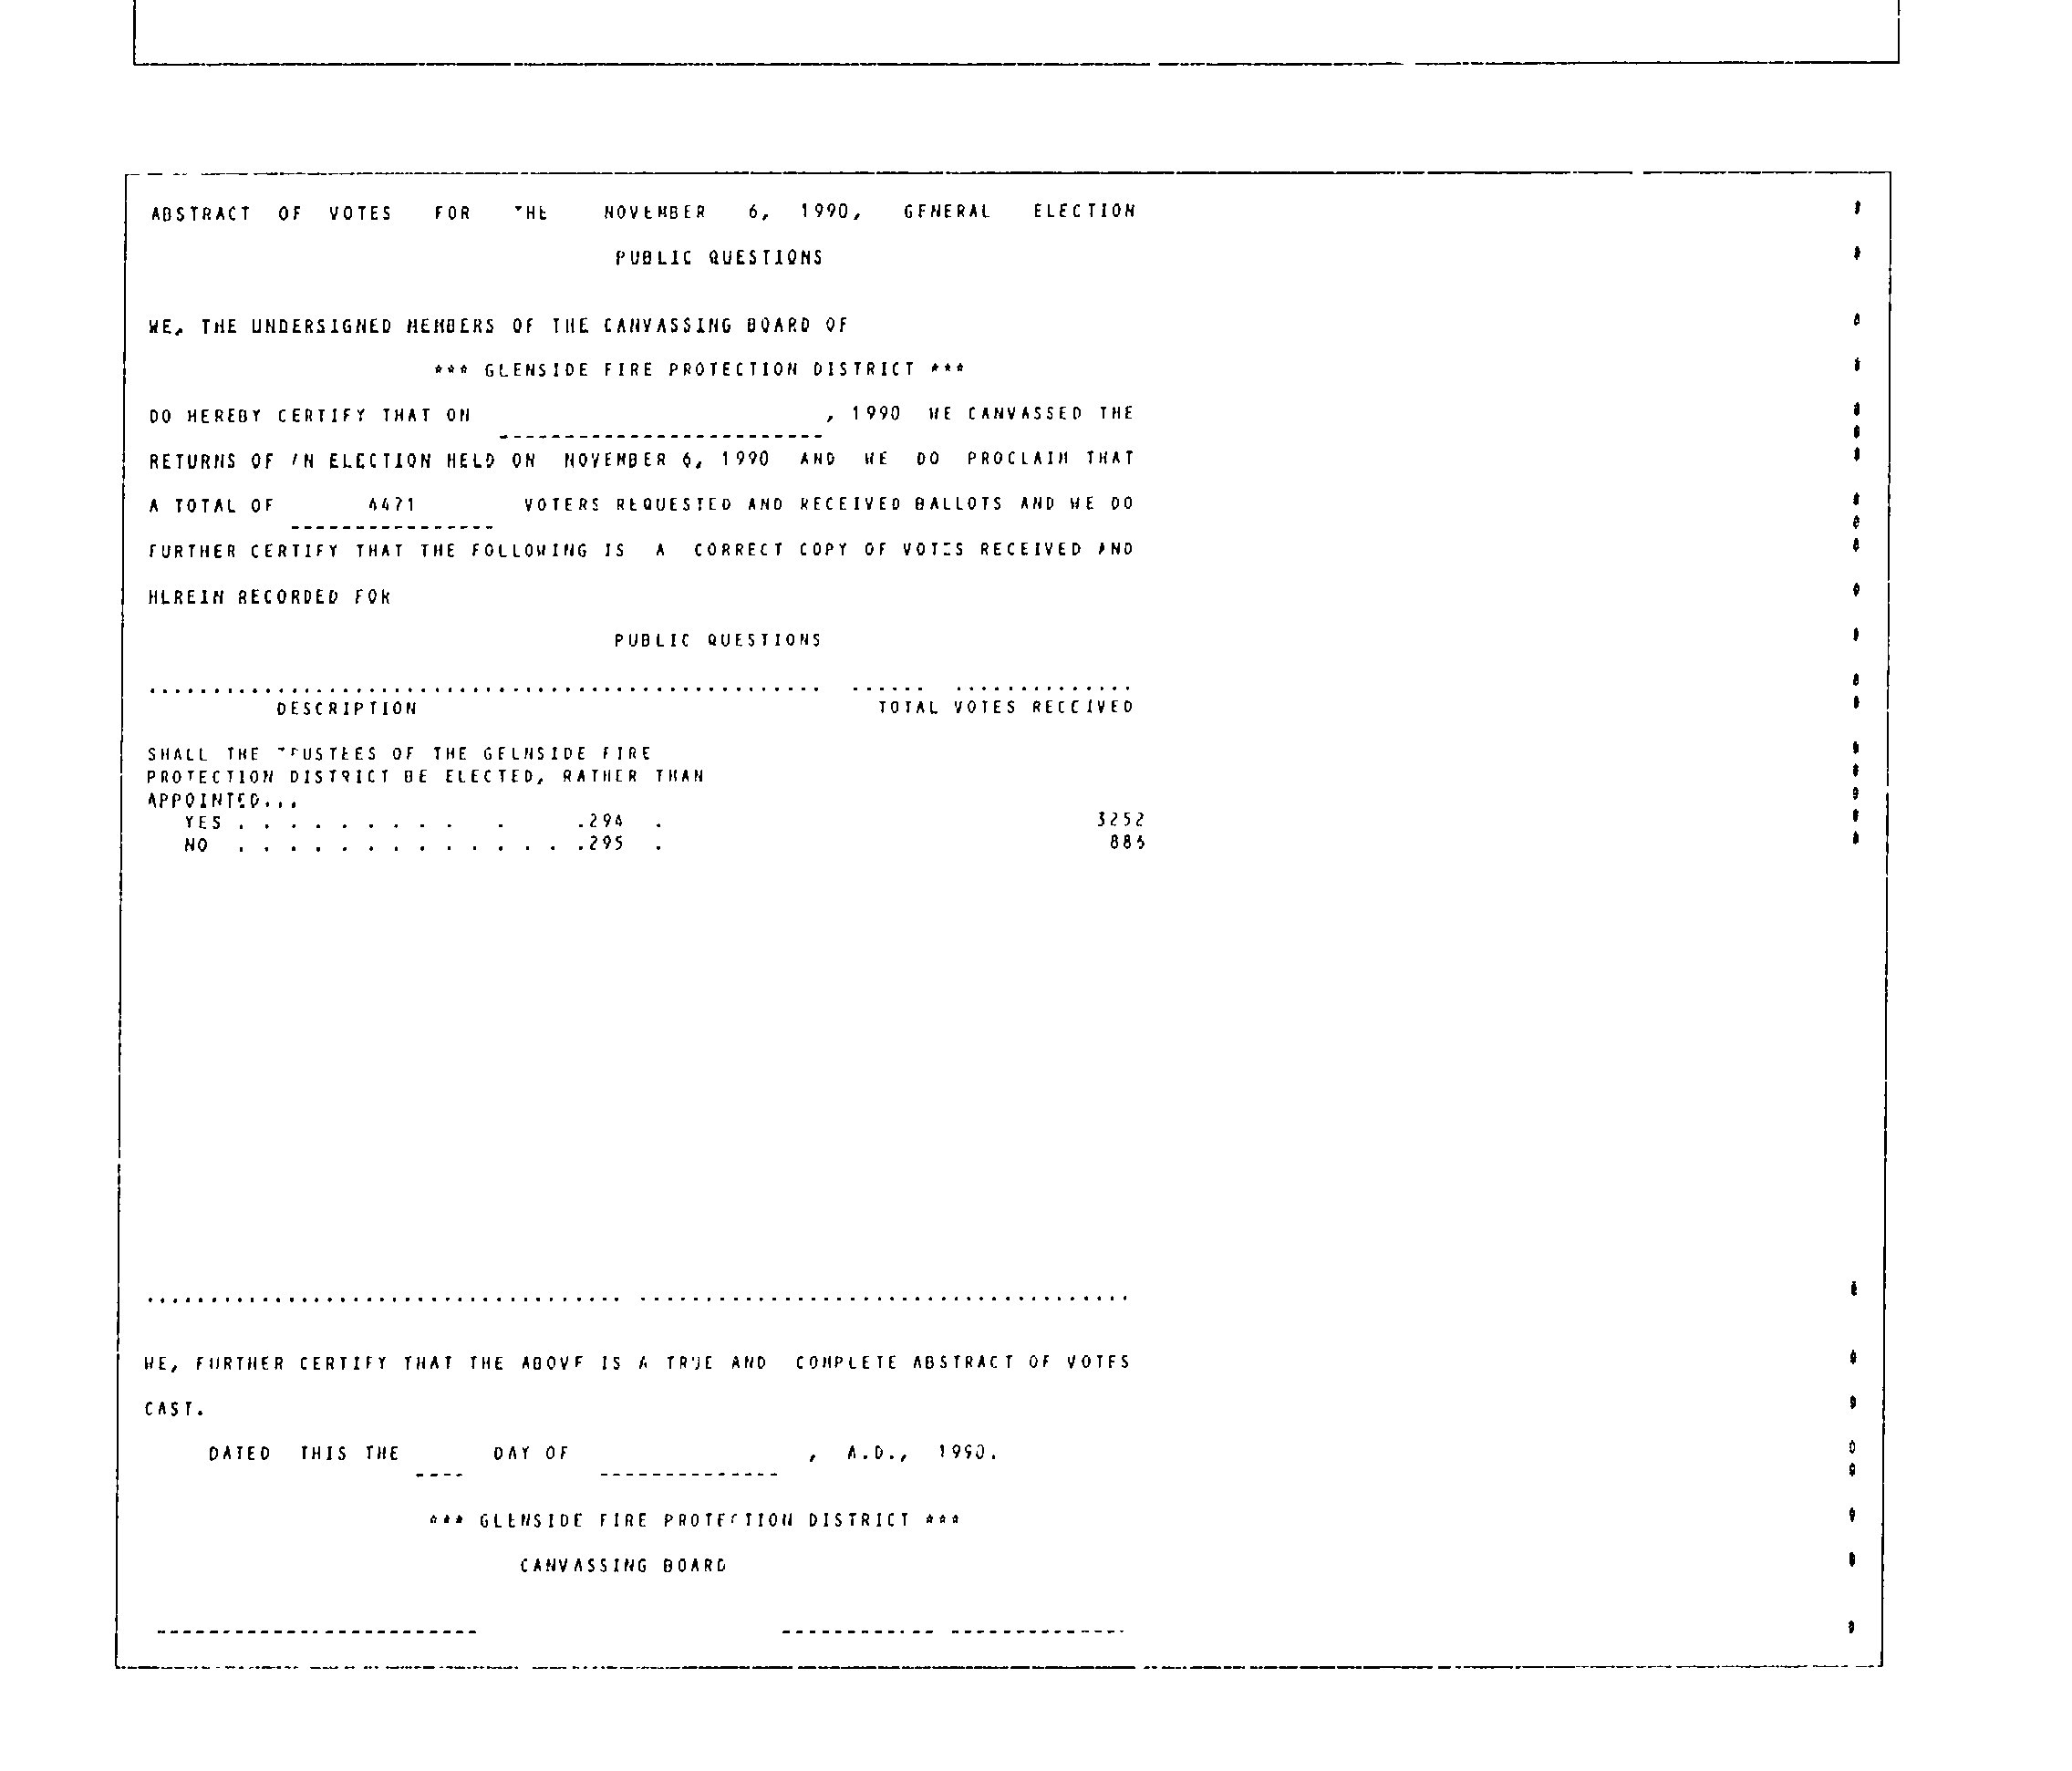 ABSTRACT OF VOTES FOR THE NOVEMBER 6, 1990, GENERAL ELECTION
PUBLIC QUESTIONS
WE, THE UNDERSIGNED MEMBERS OF THE CANVASSING BOARD OF
*** GLENSIDE FIRE PROTECTION DISTRICT ***
DO HEREBY CERTIFY THAT ON , 1990 WE CANVASSED THE
RETURNS OF AN ELECTION HELD ON NOVEMBER 6, 1990 AND WE DO PROCLAIM THAT
A TOTAL OF VOTERS REQUESTED AND RECEIVED BALLOTS AND WE DO
FURTHER CERTIFY THAT THE FOLLOWING IS A CORRECT COPY OF VOTES RECEIVED AND
HEREIN RECORDED FOR
PUBLIC QUESTIONS
DESCRIPTION TOTAL VOTES RECEIVED
SHALL THE TRUSTEES OF THE GELNSIDE FIRE
PROTECTION DISTRICT BE ELECTED, RATHER THAN
APPOINTED...
YES . . . . . . . . . . .294 . 3252
NO . . . . . . . . . . . . . .295 .
WE, FURTHER CERTIFY THAT THE ABOVE IS A TRUE AND COMPLETE ABSTRACT OF VOTES
CAST.
DATED THIS THE ---- DAY OF -------------- , A.D., 1990.
*** GLENSIDE FIRE PROTECTION DISTRICT ***
CANVASSING BOARD